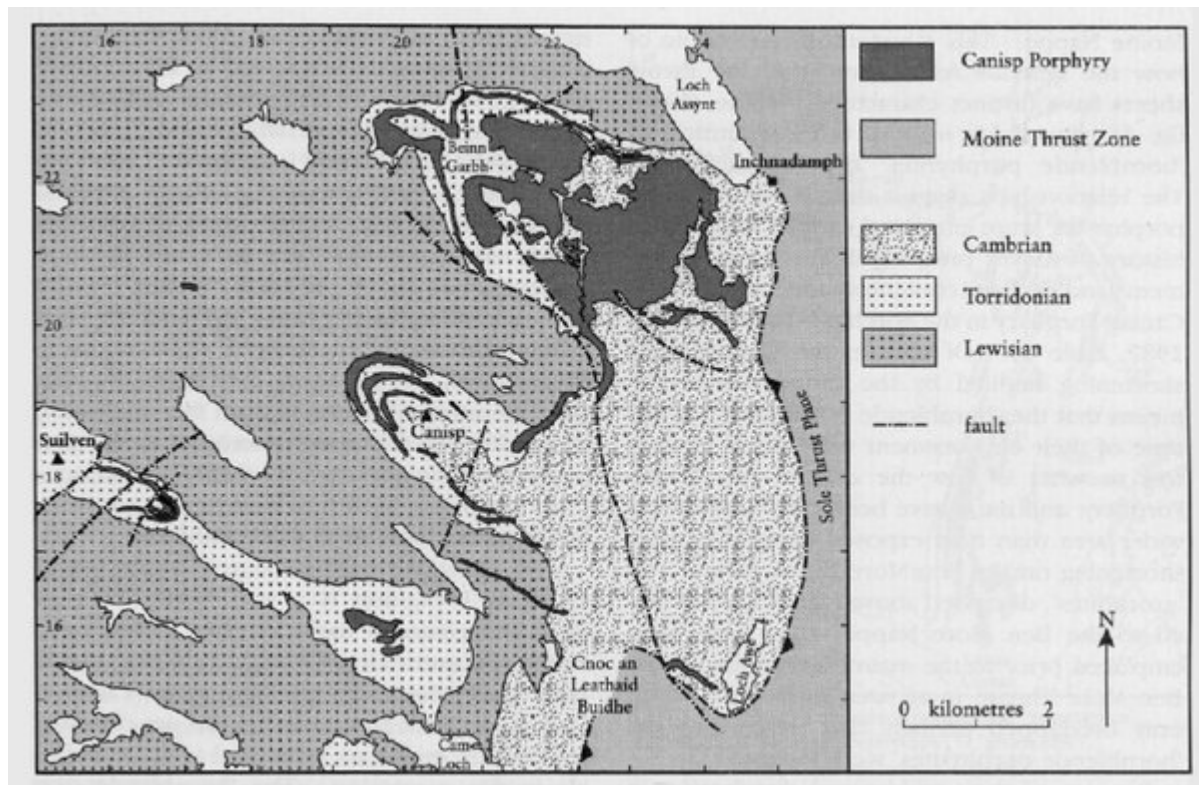 16
18
20
22
4
Loch
Assynt
Beinn
Garbh
Inchnadamph
22
20
Canisp
Suilven
18
Sole Thrust Plane
16
Cnoc an
Leathaid
Buidhe
Loch Awe
Cam
Loch
Canisp Porphyry
Moine Thrust Zone
Cambrian
Torridonian
Lewisian
fault
N
0 kilometres 2